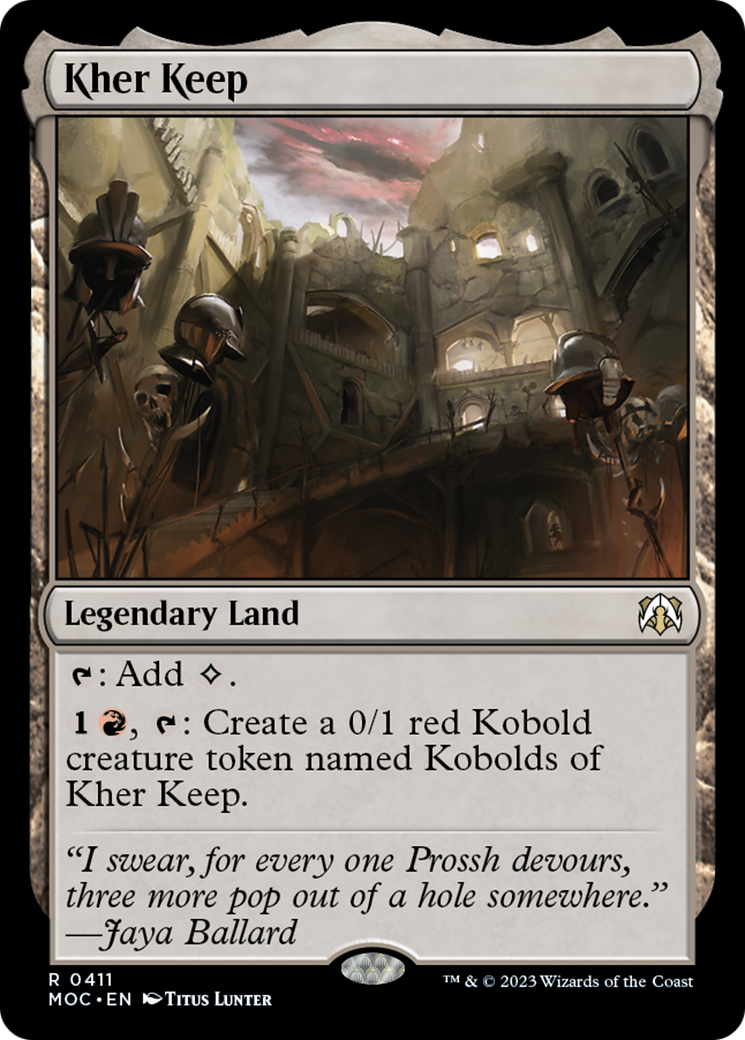 Kher Keep
Legendary Land
: Add .
1 , : Create a 0/1 red Kobold
creature token named Kobolds of
Kher Keep.
“I swear, for every one Prossh devours,
three more pop out of a hole somewhere.”
—Jaya Ballard
R 0411
MOC • EN Titus Lunter
™ & © 2023 Wizards of the Coast